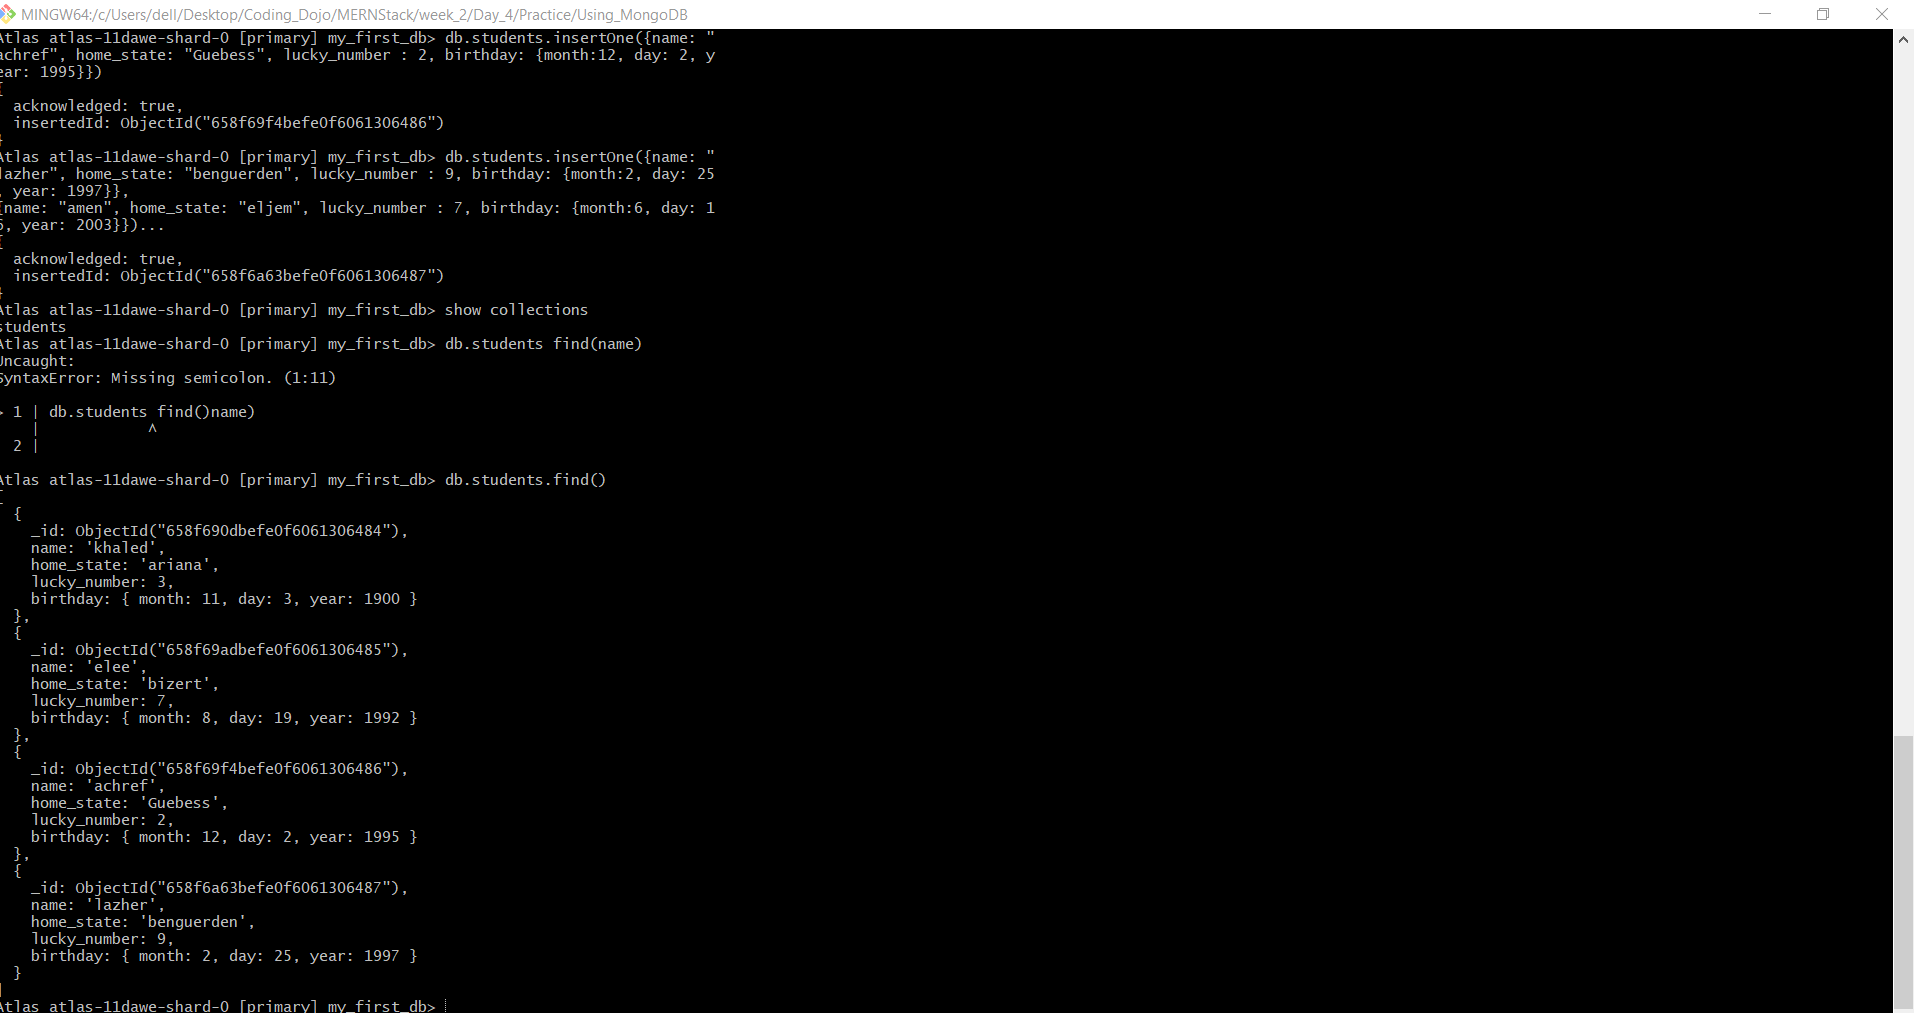 MINGW64:/c/Users/dell/Desktop/Coding_Dojo/MERNStack/week_2/Day_4/Practice/Using_MongoDB
Atlas atlas-11dawe-shard-0 [primary] my_first_db> db.students.insertOne({name: "
achref", home_state: "Guebess", lucky_number : 2, birthday: {month:12, day: 2, y
ear: 1995}})
{
  acknowledged: true,
  insertedId: ObjectId("658f69f4befe0f6061306486")
}
Atlas atlas-11dawe-shard-0 [primary] my_first_db> db.students.insertOne({name: "
lazher", home_state: "benguerden", lucky_number : 9, birthday: {month:2, day: 25
, year: 1997}},
{name: "amen", home_state: "eljem", lucky_number : 7, birthday: {month:6, day: 1
6, year: 2003}})...
{
  acknowledged: true,
  insertedId: ObjectId("658f6a63befe0f6061306487")
}
Atlas atlas-11dawe-shard-0 [primary] my_first_db> show collections
students
Atlas atlas-11dawe-shard-0 [primary] my_first_db> db.students find(name)
Uncaught:
SyntaxError: Missing semicolon. (1:11)
> 1 | db.students find()name)
    |            ^
  2 |
Atlas atlas-11dawe-shard-0 [primary] my_first_db> db.students.find()
[
  {
    _id: ObjectId("658f690dbefe0f6061306484"),
    name: 'khaled',
    home_state: 'ariana',
    lucky_number: 3,
    birthday: { month: 11, day: 3, year: 1900 }
  },
  {
    _id: ObjectId("658f69adbefe0f6061306485"),
    name: 'elee',
    home_state: 'bizert',
    lucky_number: 7,
    birthday: { month: 8, day: 19, year: 1992 }
  },
  {
    _id: ObjectId("658f69f4befe0f6061306486"),
    name: 'achref',
    home_state: 'Guebess',
    lucky_number: 2,
    birthday: { month: 12, day: 2, year: 1995 }
  },
  {
    _id: ObjectId("658f6a63befe0f6061306487"),
    name: 'lazher',
    home_state: 'benguerden',
    lucky_number: 9,
    birthday: { month: 2, day: 25, year: 1997 }
  }
]
Atlas atlas-11dawe-shard-0 [primary] my_first_db>